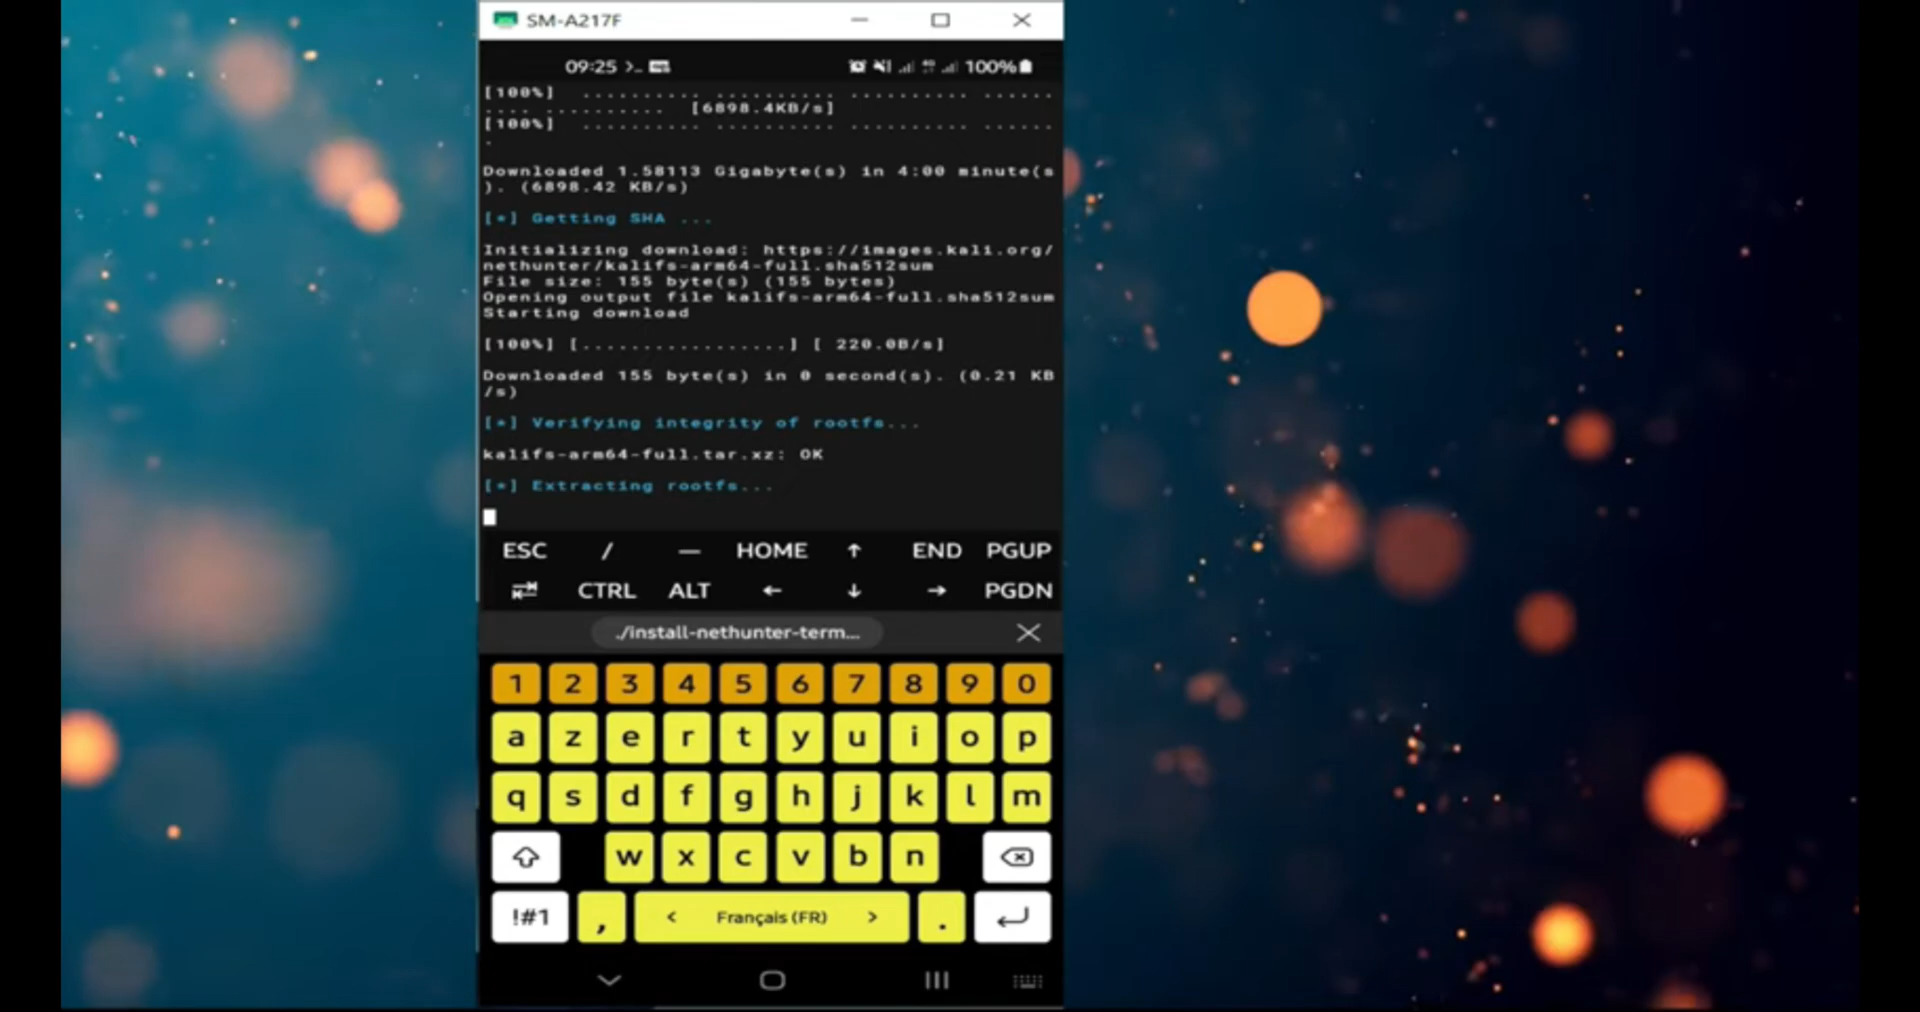 SM-A217F
09:25 >_ 100%
[100%] .......... .......... .......... ......
.... .......... [6898.4KB/s]
[100%] .......... .......... .......... ......
.
Downloaded 1.58113 Gigabyte(s) in 4:00 minute(s
). (6898.42 KB/s)
[*] Getting SHA ...
Initializing download: https://images.kali.org/
nethunter/kalifs-arm64-full.sha512sum
File size: 155 byte(s) (155 bytes)
Opening output file kalifs-arm64-full.sha512sum
Starting download
[100%] [.................] [ 220.0B/s]
Downloaded 155 byte(s) in 0 second(s). (0.21 KB
/s)
[*] Verifying integrity of rootfs...
kalifs-arm64-full.tar.xz: OK
[*] Extracting rootfs...
ESC / — HOME ↑ END PGUP
CTRL ALT ← ↓ → PGDN
./install-nethunter-term...
1 2 3 4 5 6 7 8 9 0
a z e r t y u i o p
q s d f g h j k l m
w x c v b n
!#1 , < Français (FR) > .